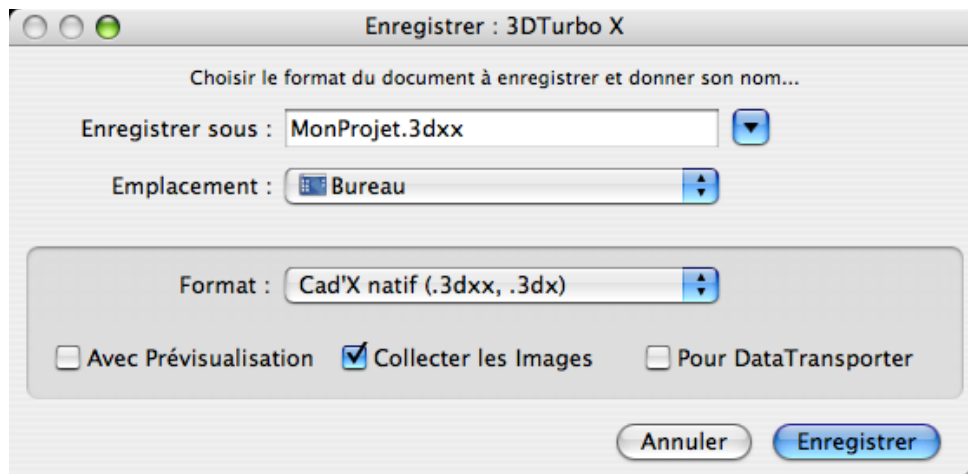 Enregistrer : 3DTurbo X
Choisir le format du document à enregistrer et donner son nom...
Enregistrer sous : MonProjet.3dxx
Emplacement : Bureau
Format : Cad'X natif (.3dxx, .3dx)
Avec Prévisualisation Collecter les Images Pour DataTransporter
Annuler Enregistrer